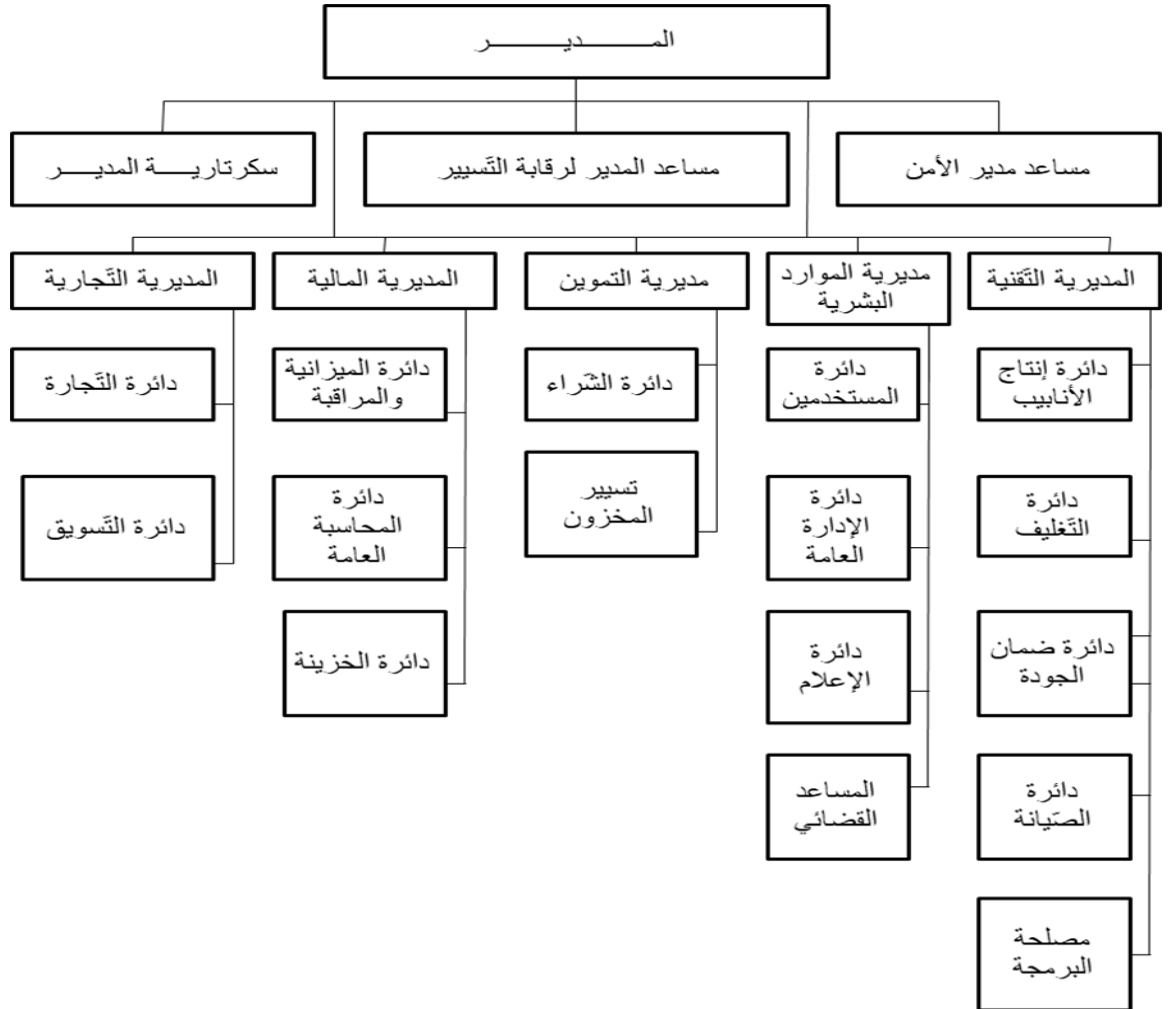 المـــــــــديـــــــــر
مساعد مدير الأمن
مساعد المدير لرقابة التَسيير
سكرتاريـــــة المديـــــر
المديرية التَقنية
مديرية الموارد
البشرية
مديرية التموين
المديرية المالية
المديرية التَجارية
دائرة إنتاج
الأنابيب
دائرة
المستخدمين
دائرة الشَراء
دائرة الميزانية
والمراقبة
دائرة التَجارة
دائرة
التَغليف
دائرة
الإدارة
العامة
تسيير
المخزون
دائرة
المحاسبة
العامة
دائرة التَسويق
دائرة ضمان
الجودة
دائرة
الإعلام
دائرة الخزينة
دائرة
الصَيانة
المساعد
القضائي
مصلحة
البرمجة